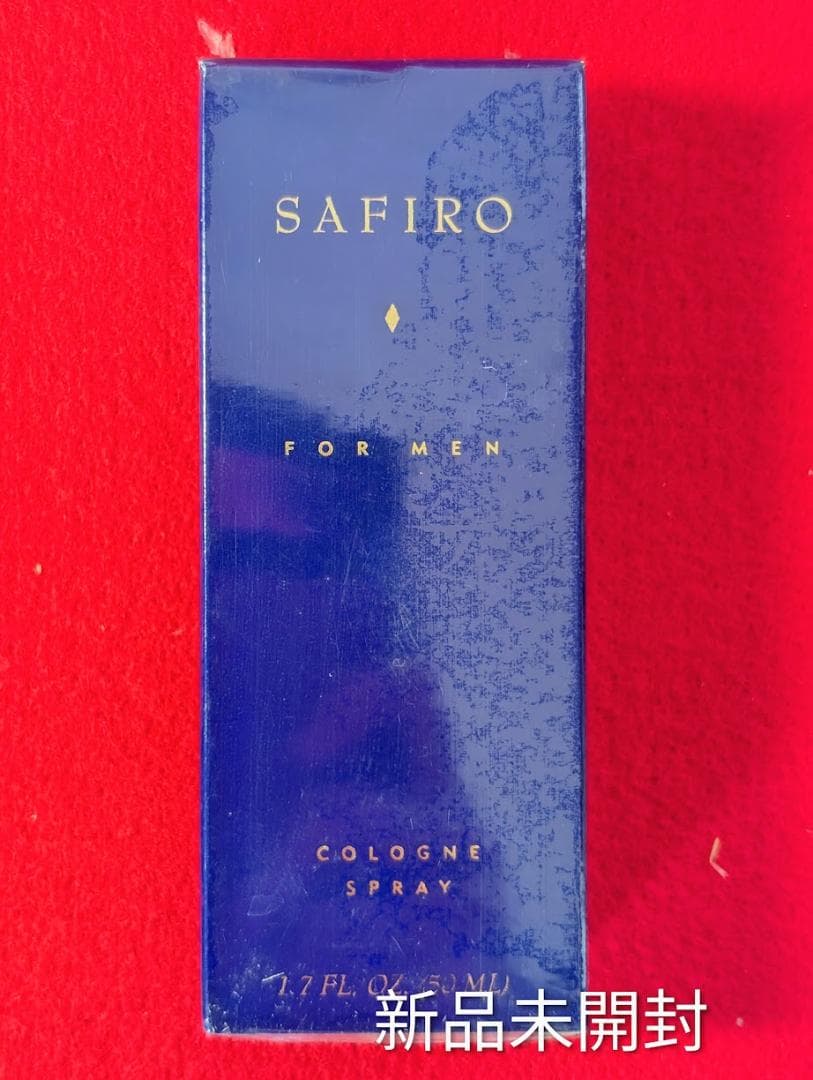 SAFIRO
FOR MEN
COLOGNE
SPRAY
1.7 FL. OZ. (50 ML)
新品未開封